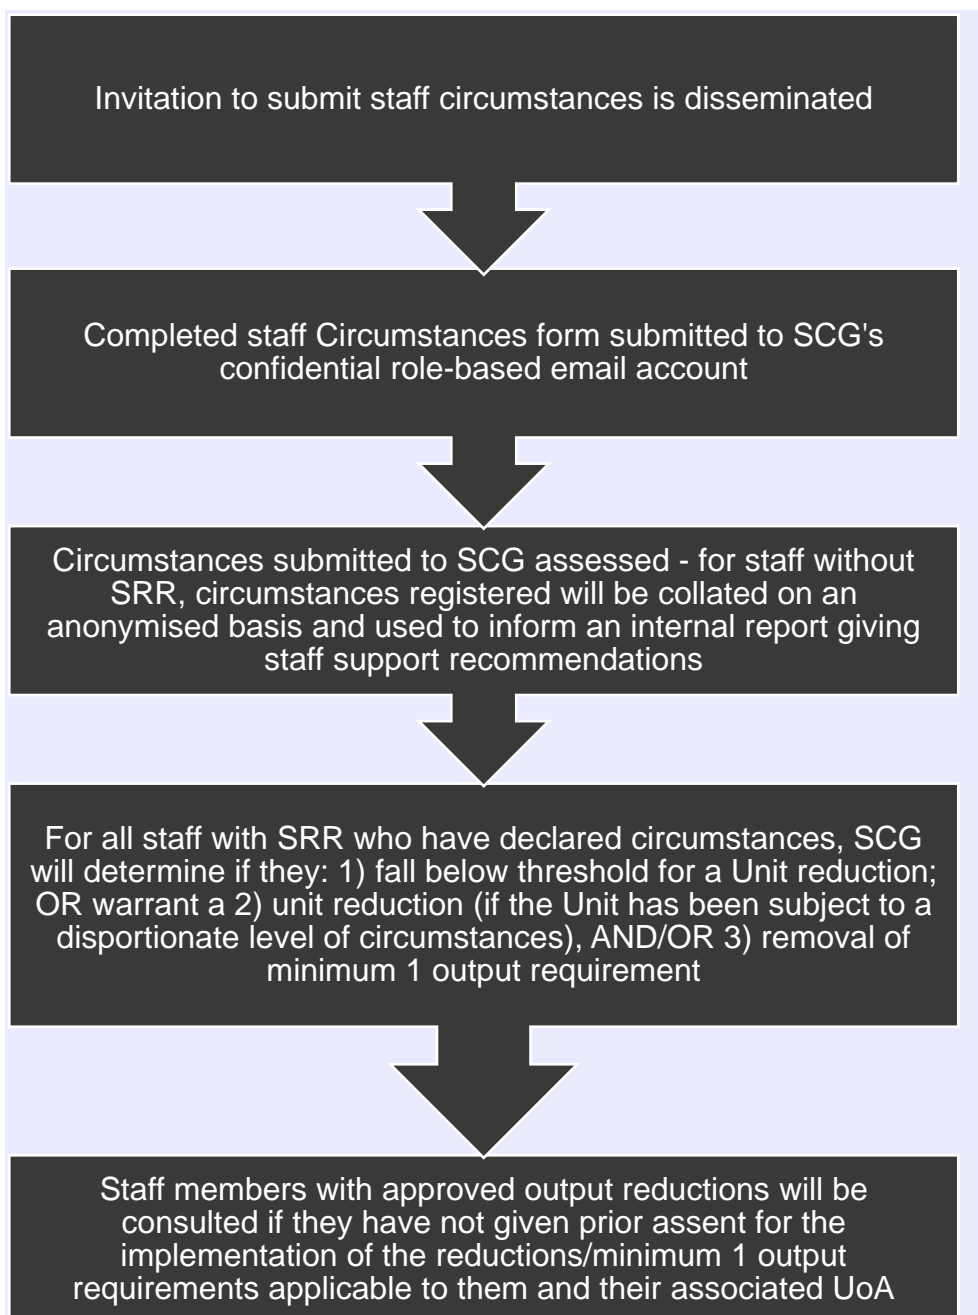 Invitation to submit staff circumstances is disseminated
Completed staff Circumstances form submitted to SCG's
confidential role-based email account
Circumstances submitted to SCG assessed - for staff without
SRR, circumstances registered will be collated on an
anonymised basis and used to inform an internal report giving
staff support recommendations
For all staff with SRR who have declared circumstances, SCG
will determine if they: 1) fall below threshold for a Unit reduction;
OR warrant a 2) unit reduction (if the Unit has been subject to a
disportionate level of circumstances), AND/OR 3) removal of
minimum 1 output requirement
Staff members with approved output reductions will be
consulted if they have not given prior assent for the
implementation of the reductions/minimum 1 output
requirements applicable to them and their associated UoA